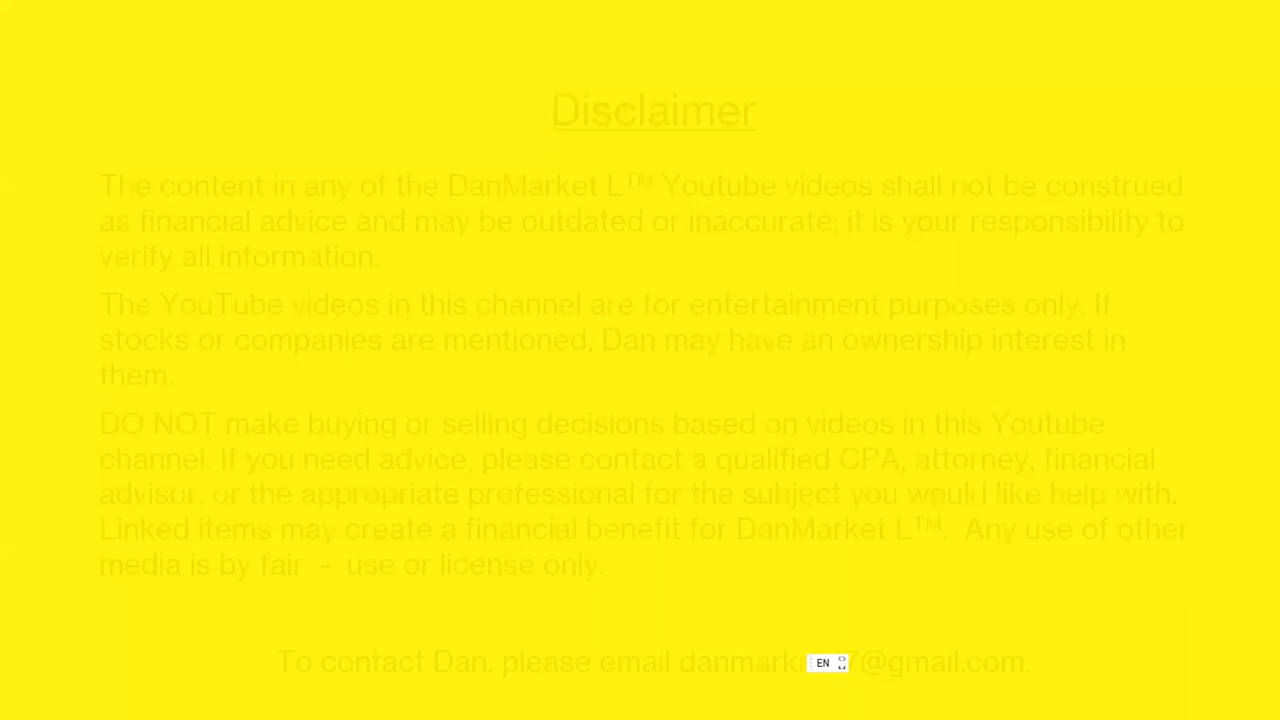 Disclaimer
The content in any of the DanMarket L™ Youtube videos shall not be construed
as financial advice and may be outdated or inaccurate; it is your responsibility to
verify all information.
The YouTube videos in this channel are for entertainment purposes only. If
stocks or companies are mentioned, Dan may have an ownership interest in
them.
DO NOT make buying or selling decisions based on videos in this Youtube
channel. If you need advice, please contact a qualified CPA, attorney, financial
advisor, or the appropriate professional for the subject you would like help with.
Linked items may create a financial benefit for DanMarket L™. Any use of other
media is by fair - use or license only.
To contact Dan. please email
EN